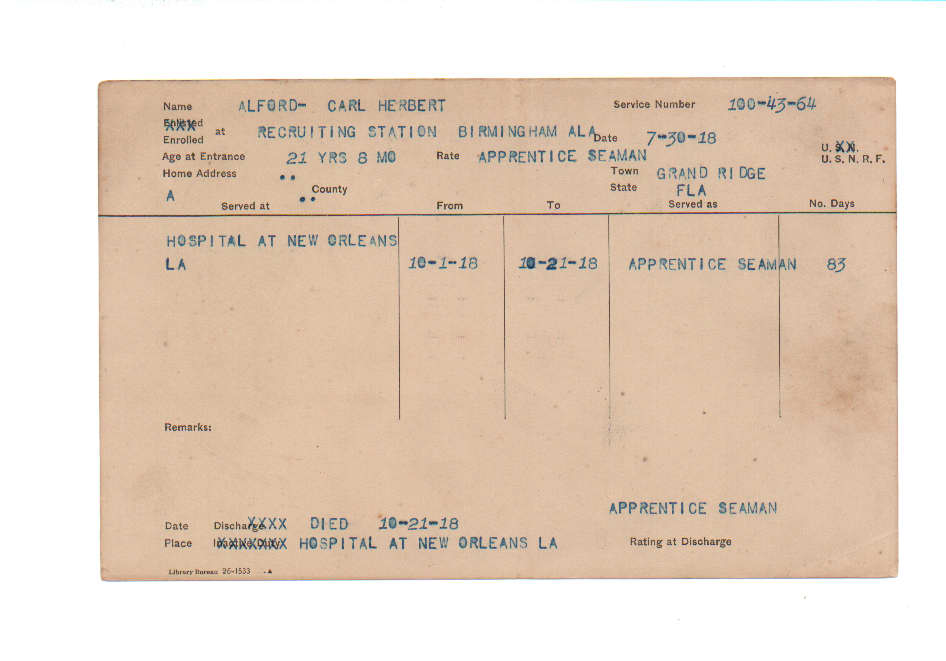 Name ALFORD- CARL HERBERT Service Number 100-43-64
Enlisted XXX
Enrolled at RECRUITING STATION BIRMINGHAM ALA Date 7-30-18
Age at Entrance 21 YRS 8 MO Rate APPRENTICE SEAMAN U. XX.
U. S. N. R. F.
Home Address .. Town GRAND RIDGE
A County .. State FLA
Served at From To Served as No. Days
HOSPITAL AT NEW ORLEANS
LA 10-1-18 10-21-18 APPRENTICE SEAMAN 83
Remarks:
APPRENTICE SEAMAN
Date Discharge XXXX DIED 10-21-18
Place XXXXXXXX HOSPITAL AT NEW ORLEANS LA Rating at Discharge
Library Bureau 26-1533